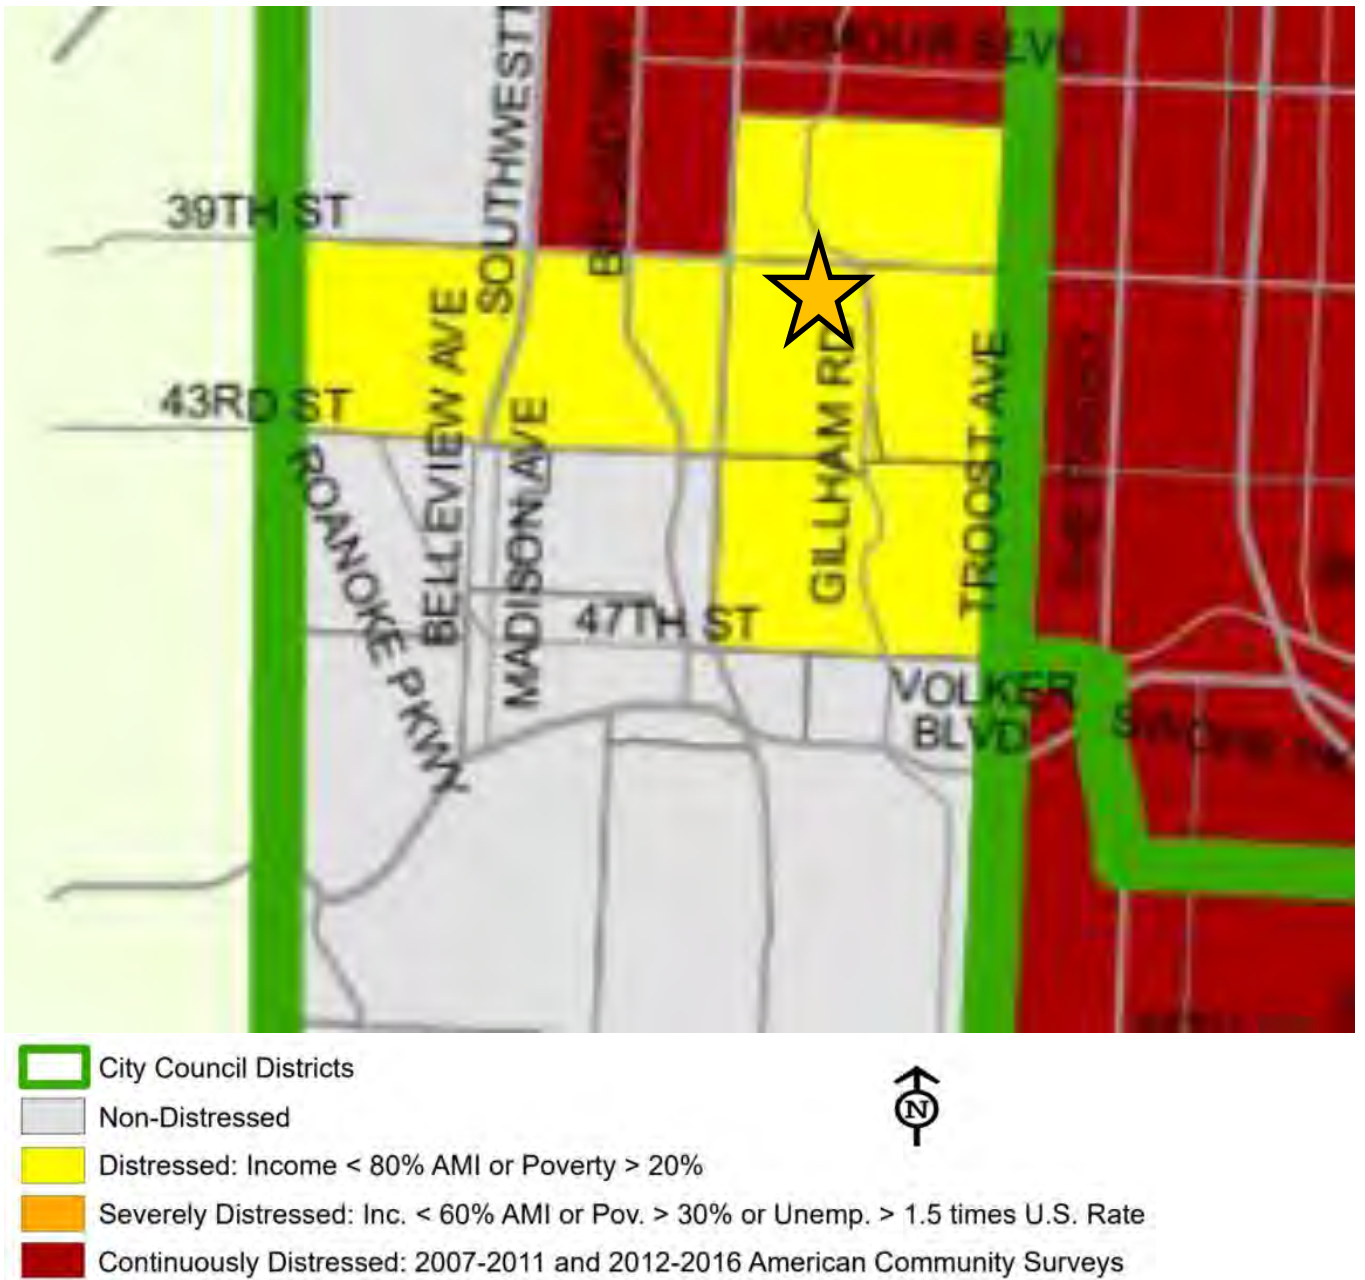 ARMOUR BLVD
SOUTHWEST
39TH ST
BELLEVIEW AVE
43RD ST
MADISON AVE
GILLHAM RD
TROOST AVE
ROANOKE PKWY
47TH ST
VOLKER
BLVD
City Council Districts
Non-Distressed
N
Distressed: Income < 80% AMI or Poverty > 20%
Severely Distressed: Inc. < 60% AMI or Pov. > 30% or Unemp. > 1.5 times U.S. Rate
Continuously Distressed: 2007-2011 and 2012-2016 American Community Surveys